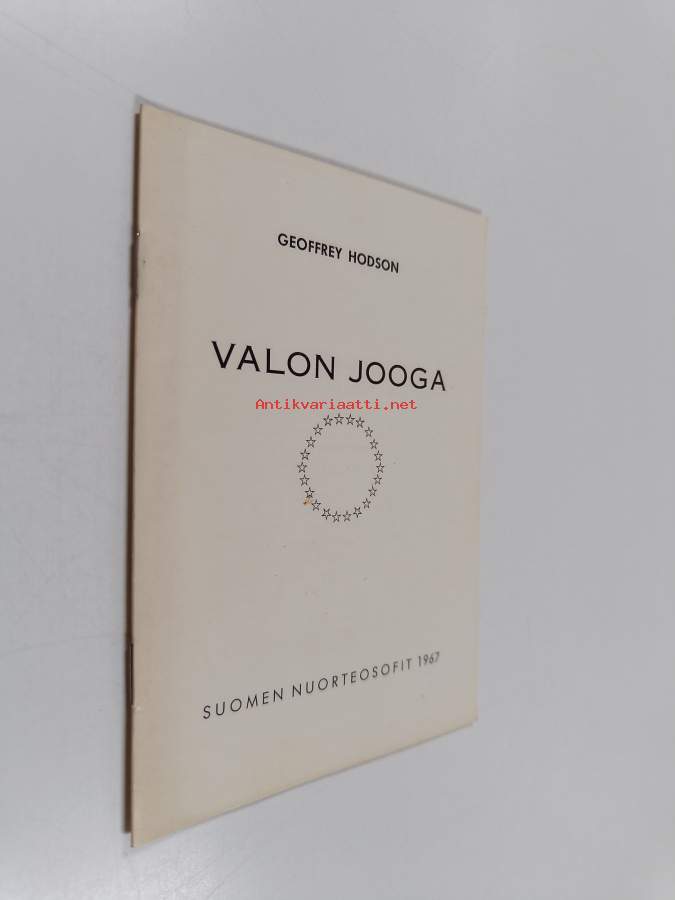 GEOFFREY HODSON
VALON JOOGA
Antikvariaatti.net
SUOMEN NUORTEOSOFIT 1967